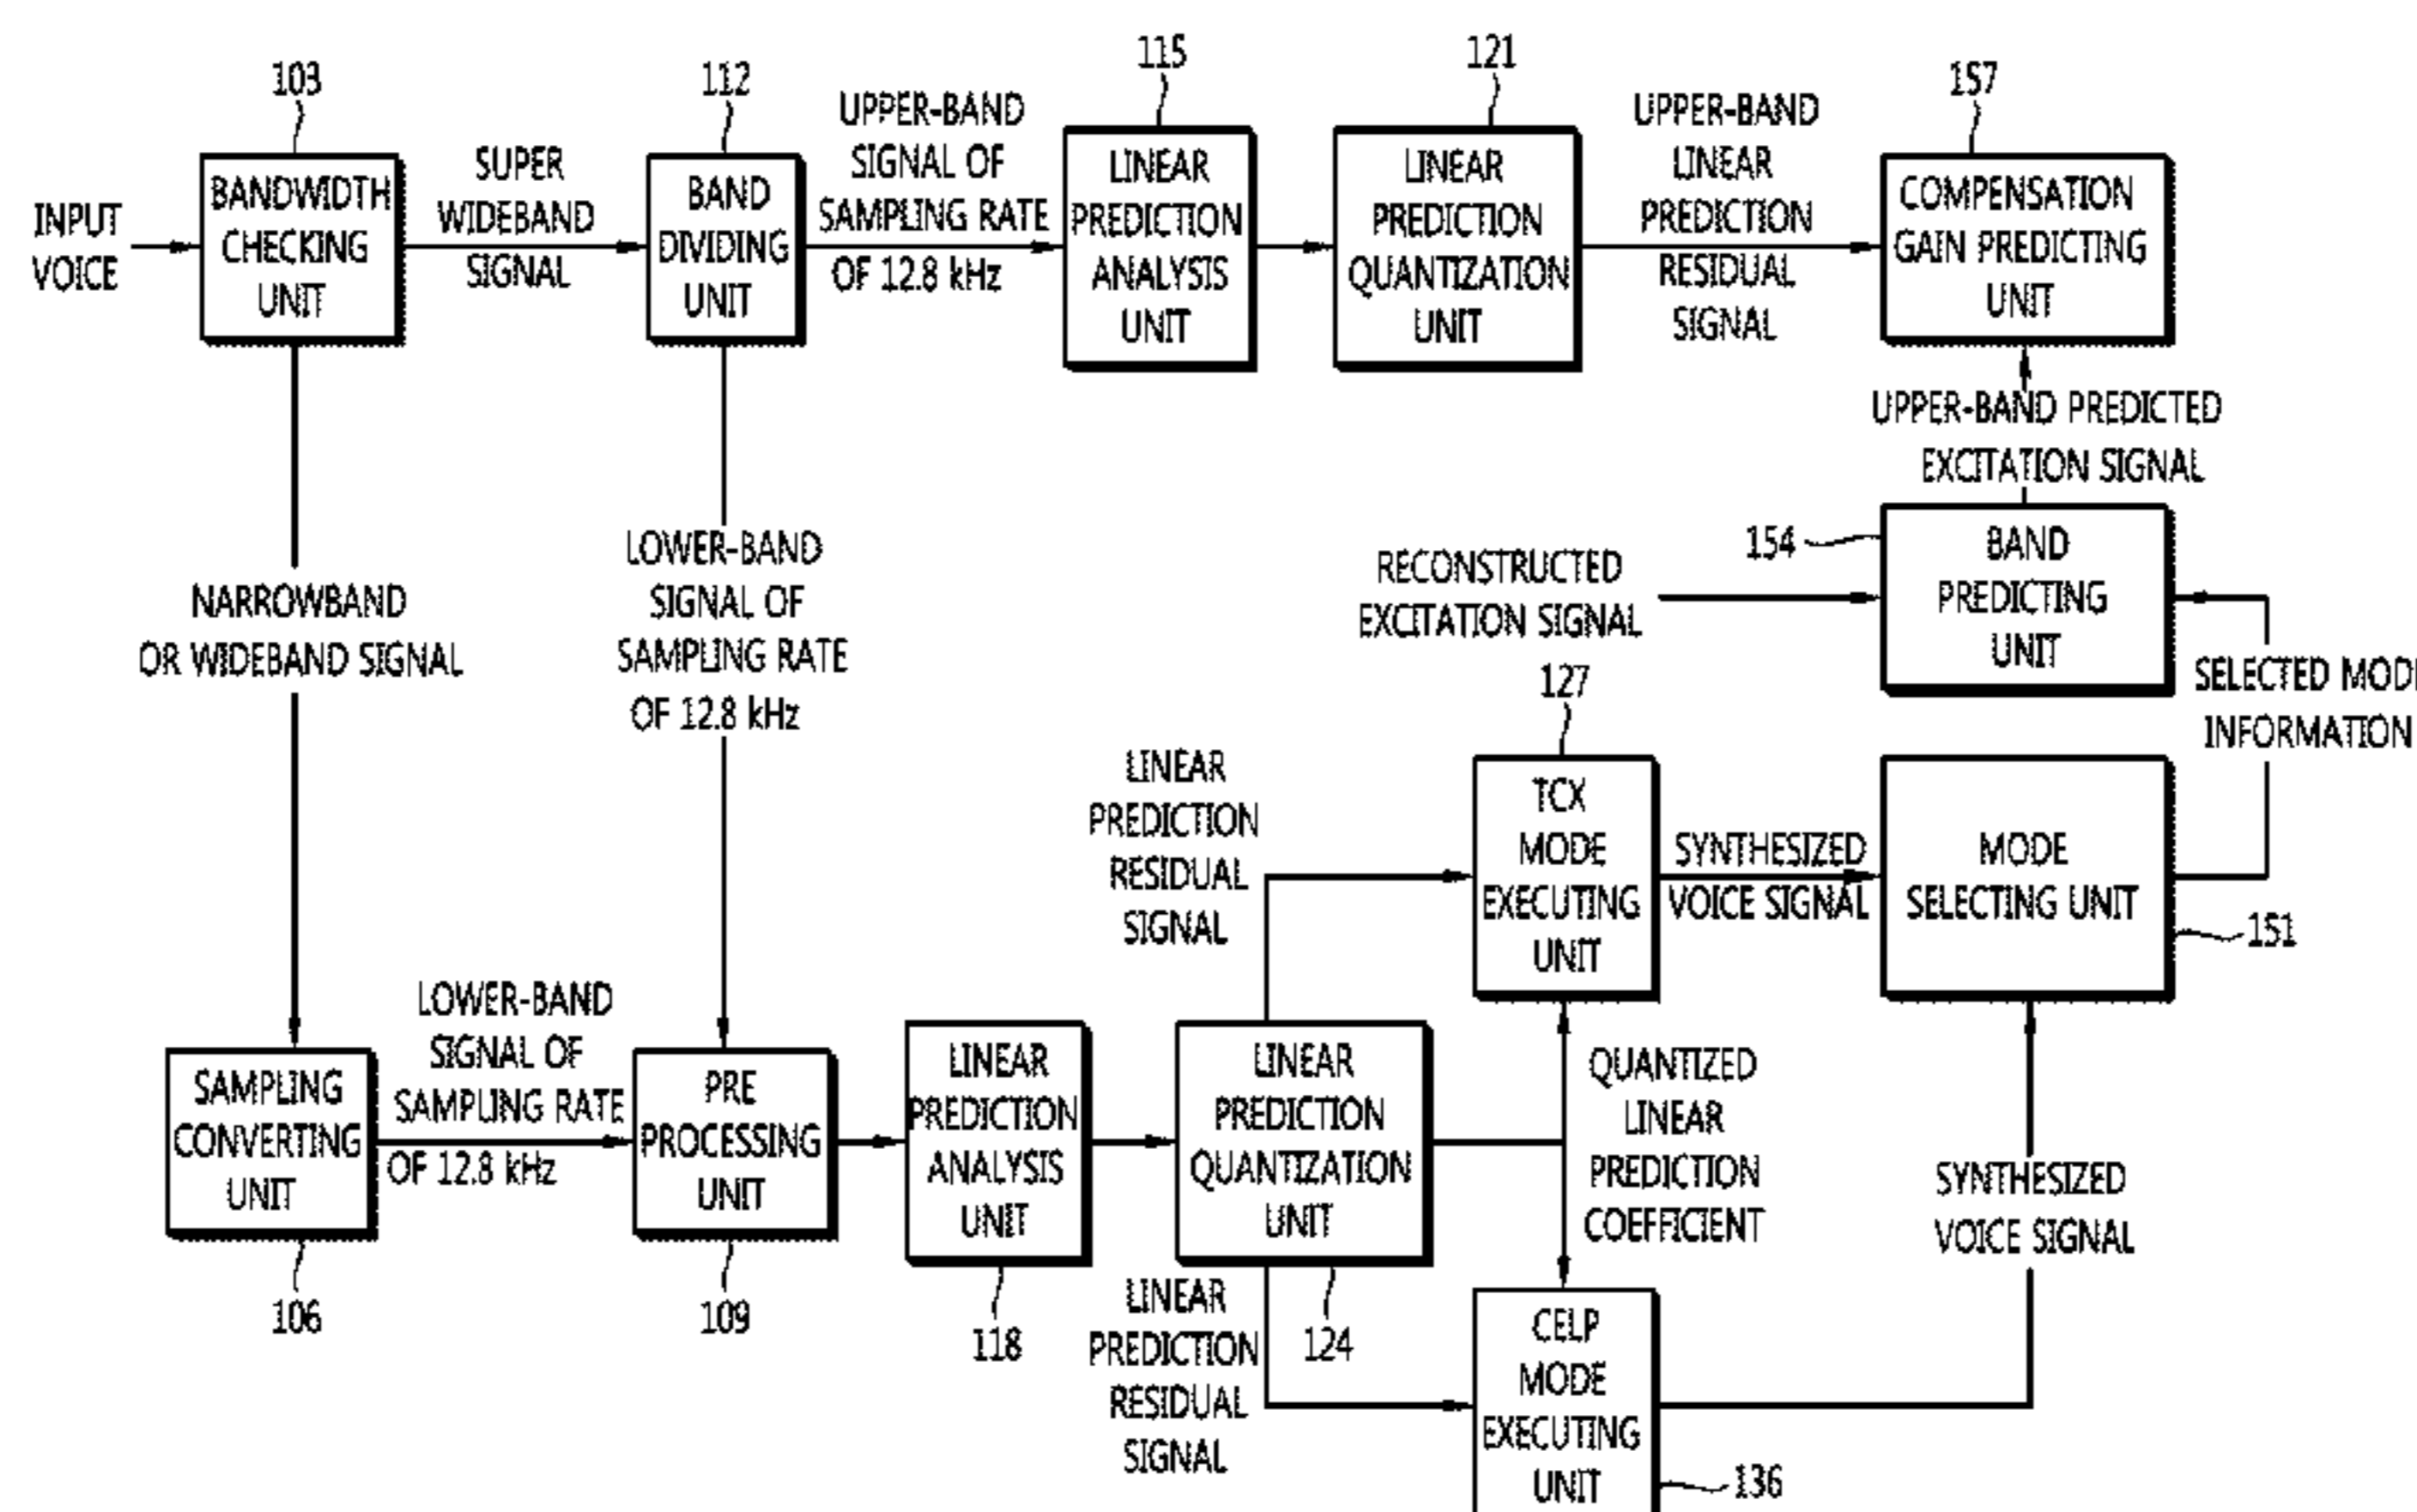 103
112
115
121
157
INPUT
VOICE
BANDWIDTH
CHECKING
UNIT
SUPER
WIDEBAND
SIGNAL
BAND
DIVIDING
UNIT
UPPER-BAND
SIGNAL OF
SAMPLING RATE
OF 12.8 kHz
LINEAR
PREDICTION
ANALYSIS
UNIT
LINEAR
PREDICTION
QUANTIZATION
UNIT
UPPER-BAND
LINEAR
PREDICTION
RESIDUAL
SIGNAL
COMPENSATION
GAIN PREDICTING
UNIT
UPPER-BAND PREDICTED
EXCITATION SIGNAL
NARROWBAND
OR WIDEBAND SIGNAL
LOWER-BAND
SIGNAL OF
SAMPLING RATE
OF 12.8 kHz
RECONSTRUCTED
EXCITATION SIGNAL
154
BAND
PREDICTING
UNIT
SELECTED MOD
INFORMATION
127
LINEAR
PREDICTION
RESIDUAL
SIGNAL
TCX
MODE
EXECUTING
UNIT
SYNTHESIZED
VOICE SIGNAL
MODE
SELECTING UNIT
151
SAMPLING
CONVERTING
UNIT
106
LOWER-BAND
SIGNAL OF
SAMPLING RATE
OF 12.8 kHz
PRE
PROCESSING
UNIT
109
LINEAR
PREDICTION
ANALYSIS
UNIT
118
LINEAR
PREDICTION
QUANTIZATION
UNIT
124
QUANTIZED
LINEAR
PREDICTION
COEFFICIENT
SYNTHESIZED
VOICE SIGNAL
LINEAR
PREDICTION
RESIDUAL
SIGNAL
CELP
MODE
EXECUTING
UNIT
136